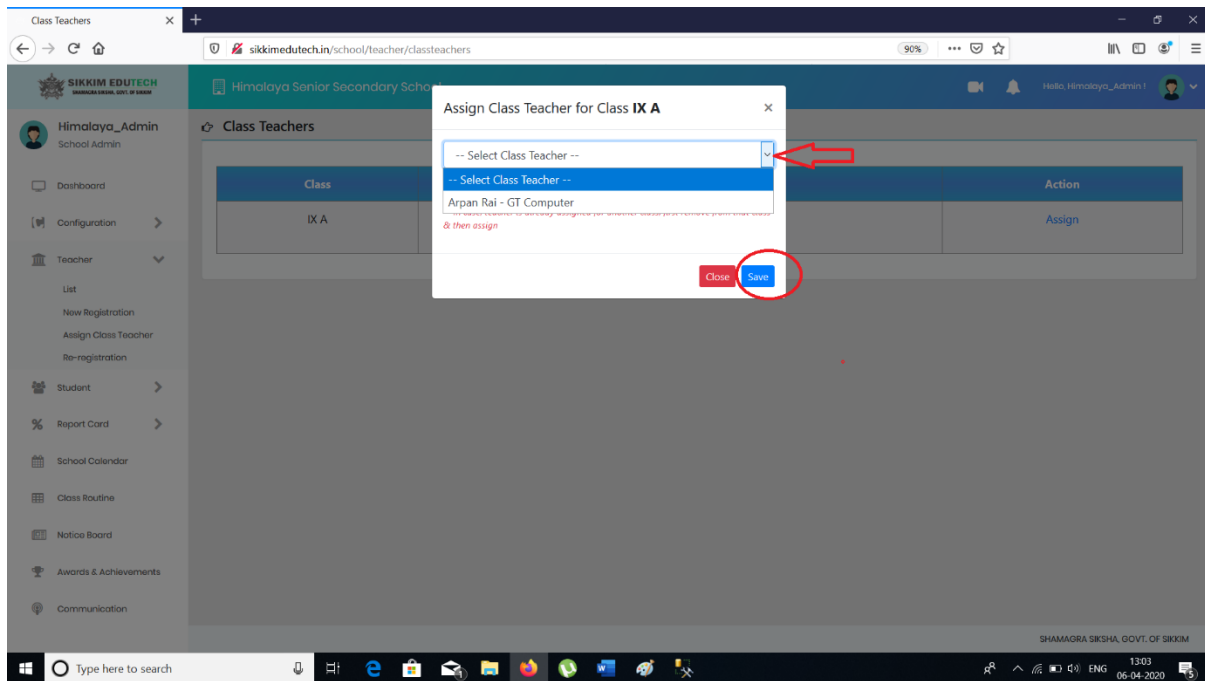 Class Teachers
sikkimedutech.in/school/teacher/classteachers
90%
SIKKIM EDUTECH
Himalaya Senior Secondary Scho
Hello, Himalaya_Admin !
Himalaya_Admin
School Admin
Class Teachers
Assign Class Teacher for Class IX A
×
-- Select Class Teacher --
-- Select Class Teacher --
Arpan Rai - GT Computer
& then assign
Close
Save
Class
Action
IX A
Assign
Dashboard
Configuration
Teacher
List
New Registration
Assign Class Teacher
Re-registration
Student
Report Card
School Calendar
Class Routine
Notice Board
Awards & Achievements
Communication
SHAMAGRA SIKSHA, GOVT. OF SIKKIM
Type here to search
ENG
13:03
06-04-2020